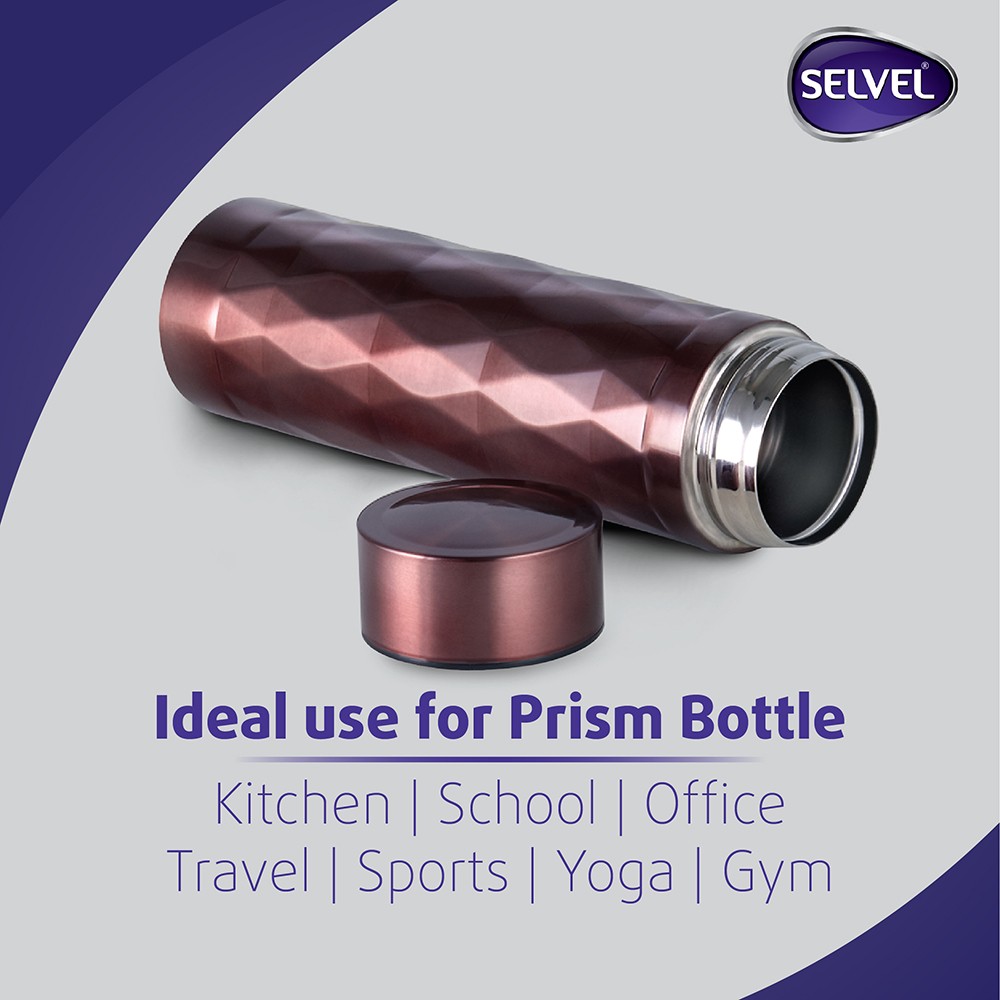 SELVEL®
Ideal use for Prism Bottle
Kitchen | School | Office
Travel | Sports | Yoga | Gym